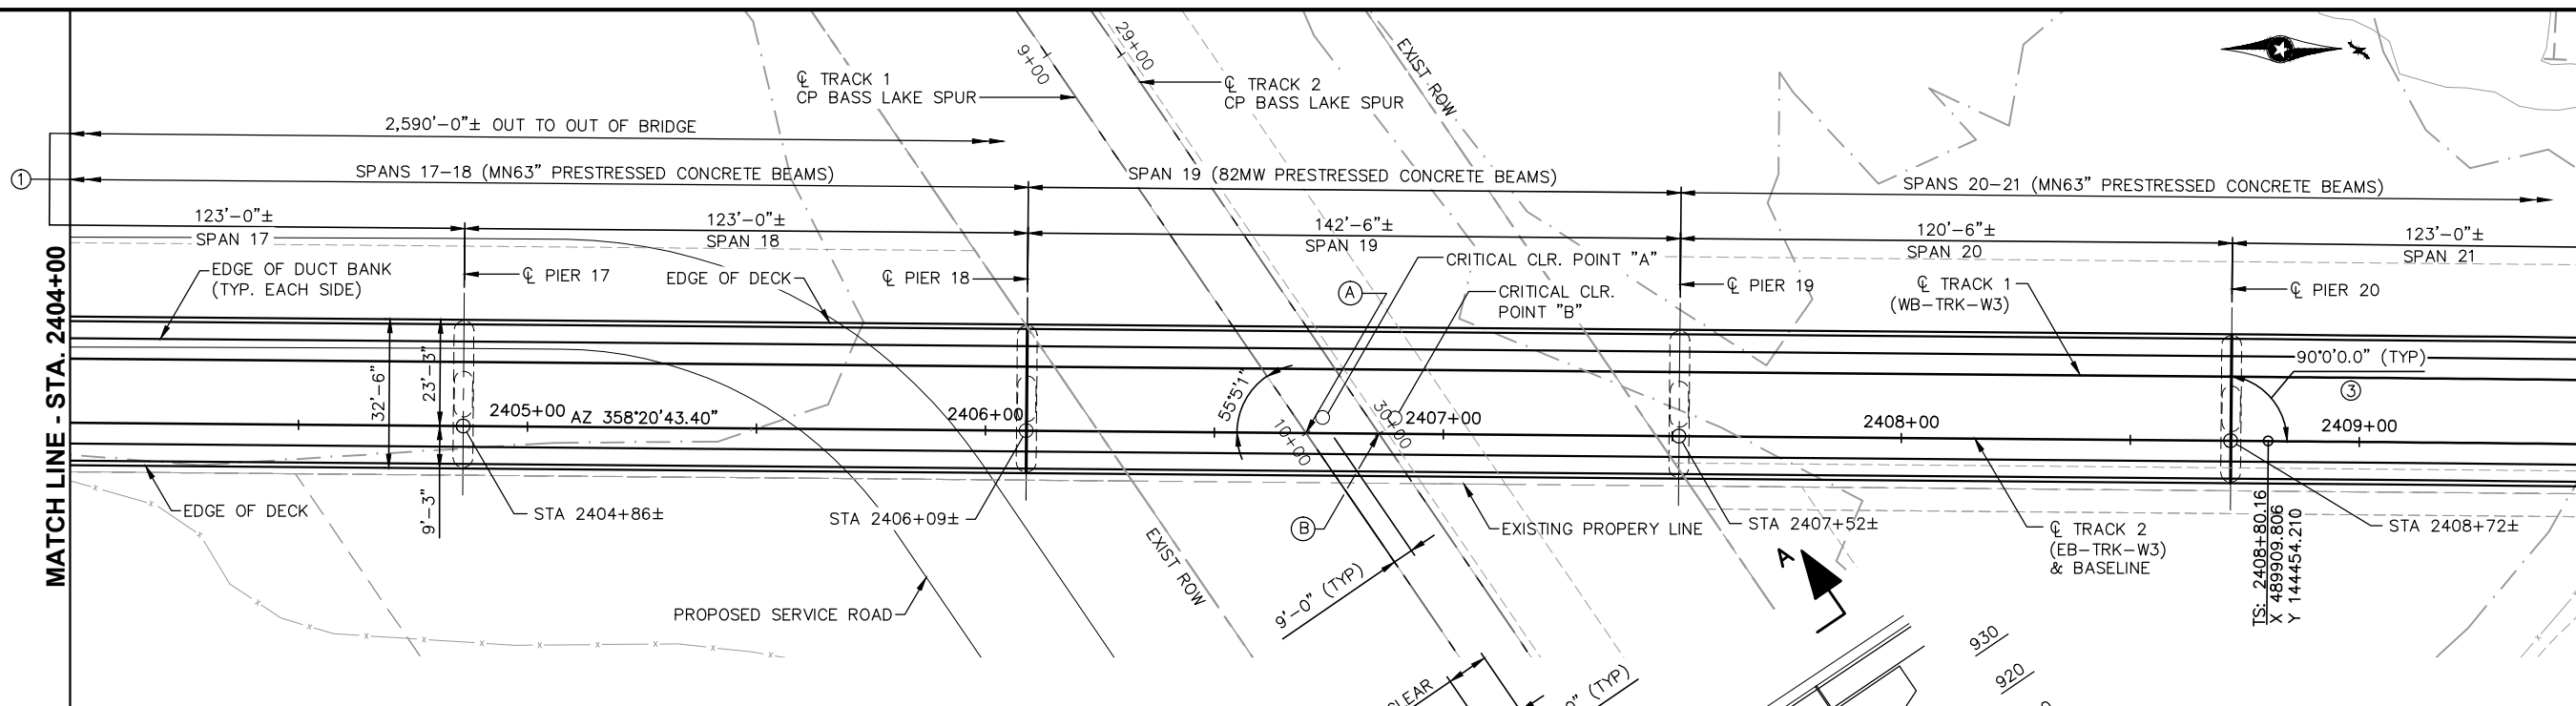 9+00
29+00
EXIST ROW
℄ TRACK 1
CP BASS LAKE SPUR
℄ TRACK 2
CP BASS LAKE SPUR
2,590'-0"± OUT TO OUT OF BRIDGE
1
SPANS 17-18 (MN63" PRESTRESSED CONCRETE BEAMS)
SPAN 19 (82MW PRESTRESSED CONCRETE BEAMS)
SPANS 20-21 (MN63" PRESTRESSED CONCRETE BEAMS)
123'-0"±
SPAN 17
123'-0"±
SPAN 18
142'-6"±
SPAN 19
120'-6"±
SPAN 20
123'-0"±
SPAN 21
MATCH LINE - STA. 2404+00
EDGE OF DUCT BANK
(TYP. EACH SIDE)
℄ PIER 17
EDGE OF DECK
℄ PIER 18
A
CRITICAL CLR. POINT "A"
CRITICAL CLR.
POINT "B"
℄ PIER 19
℄ TRACK 1
(WB-TRK-W3)
℄ PIER 20
90°0'0.0" (TYP)
3
32'-6"
23'-3"
9'-3"
2405+00
AZ 358°20'43.40"
2406+00
55°5'1"
10+00
30+00
2407+00
2408+00
2409+00
EDGE OF DECK
STA 2404+86±
STA 2406+09±
B
EXISTING PROPERY LINE
STA 2407+52±
℄ TRACK 2
(EB-TRK-W3)
& BASELINE
TS: 2408+80.16
X 489909.806
Y 144454.210
STA 2408+72±
EXIST ROW
9'-0" (TYP)
A
PROPOSED SERVICE ROAD
930
920
(TYP)